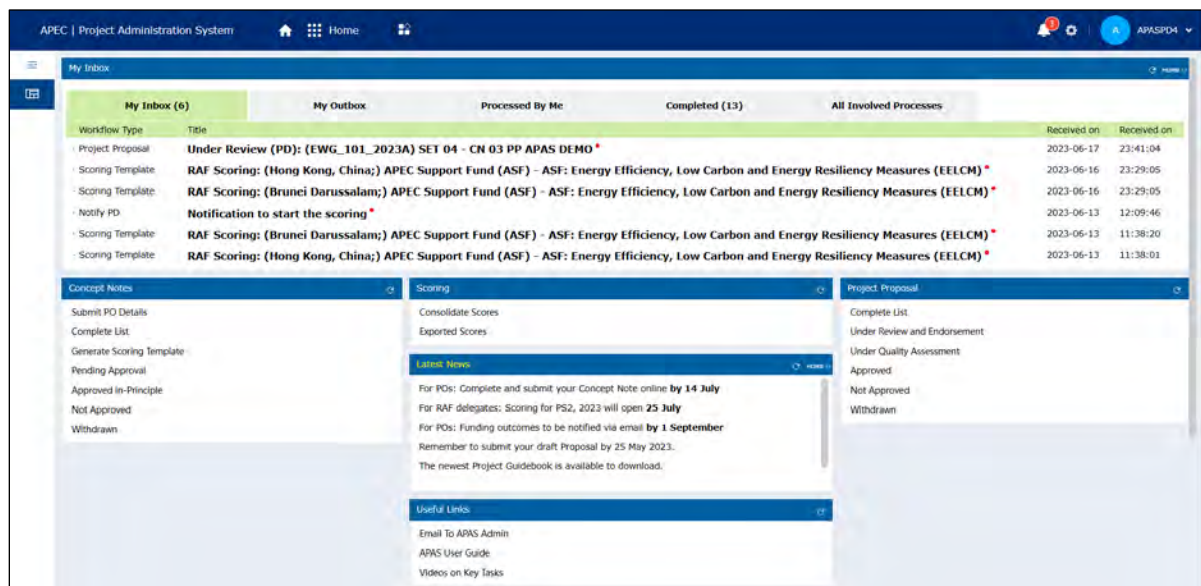 APEC | Project Administration System Home 3 A APASPD4
My Inbox HOME
My Inbox (6) My Outbox Processed By Me Completed (13) All Involved Processes
Workflow Type Title Received on Received on
Project Proposal Under Review (PD): (EWG_101_2023A) SET 04 - CN 03 PP APAS DEMO * 2023-06-17 23:41:04
Scoring Template RAF Scoring: (Hong Kong, China;) APEC Support Fund (ASF) - ASF: Energy Efficiency, Low Carbon and Energy Resiliency Measures (EELCM) * 2023-06-16 23:29:05
Scoring Template RAF Scoring: (Brunei Darussalam;) APEC Support Fund (ASF) - ASF: Energy Efficiency, Low Carbon and Energy Resiliency Measures (EELCM) * 2023-06-16 23:29:05
Notify PD Notification to start the scoring * 2023-06-13 12:09:46
Scoring Template RAF Scoring: (Brunei Darussalam;) APEC Support Fund (ASF) - ASF: Energy Efficiency, Low Carbon and Energy Resiliency Measures (EELCM) * 2023-06-13 11:38:20
Scoring Template RAF Scoring: (Hong Kong, China;) APEC Support Fund (ASF) - ASF: Energy Efficiency, Low Carbon and Energy Resiliency Measures (EELCM) * 2023-06-13 11:38:01
Concept Notes
Submit PO Details
Complete List
Generate Scoring Template
Pending Approval
Approved In-Principle
Not Approved
Withdrawn
Scoring
Consolidate Scores
Exported Scores
Latest News HOME
For POs: Complete and submit your Concept Note online by 14 July
For RAF delegates: Scoring for PS2, 2023 will open 25 July
For POs: Funding outcomes to be notified via email by 1 September
Remember to submit your draft Proposal by 25 May 2023.
The newest Project Guidebook is available to download.
Useful Links
Email To APAS Admin
APAS User Guide
Videos on Key Tasks
Project Proposal
Complete List
Under Review and Endorsement
Under Quality Assessment
Approved
Not Approved
Withdrawn